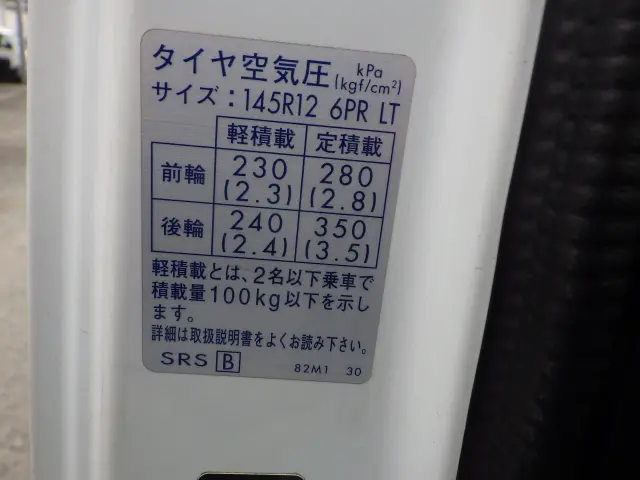 タイヤ空気圧 kPa (kgf/cm²)
サイズ：145R12 6PR LT
軽積載 定積載
前輪 230 (2.3) 280 (2.8)
後輪 240 (2.4) 350 (3.5)
軽積載とは、2名以下乗車で
積載量100kg以下を示し
ます。
詳細は取扱説明書をよくお読み下さい。
SRS B 82M1 30